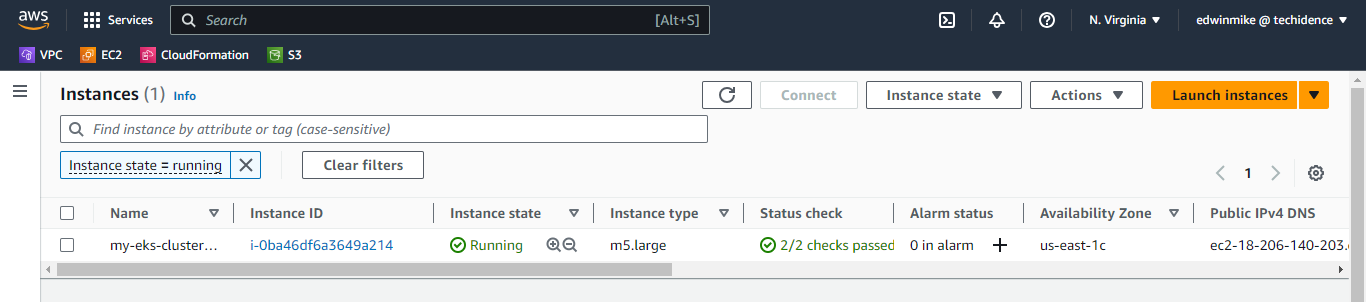 aws Services Search [Alt+S] N. Virginia edwinmike @ techidence
VPC EC2 CloudFormation S3
Instances (1) Info Connect Instance state Actions Launch instances
Find instance by attribute or tag (case-sensitive)
Instance state = running Clear filters 1
Name Instance ID Instance state Instance type Status check Alarm status Availability Zone Public IPv4 DNS
my-eks-cluster… i-0ba46df6a3649a214 Running m5.large 2/2 checks passed 0 in alarm us-east-1c ec2-18-206-140-203.